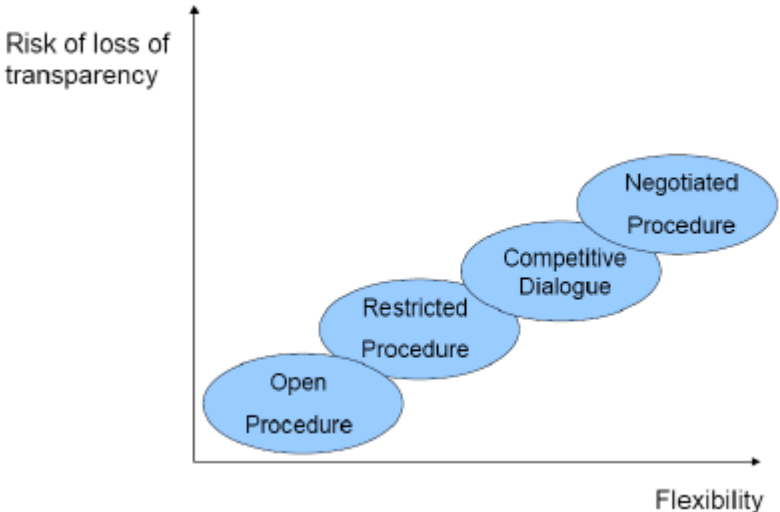 Risk of loss of
transparency
Negotiated
Procedure
Competitive
Dialogue
Restricted
Procedure
Open
Procedure
Flexibility